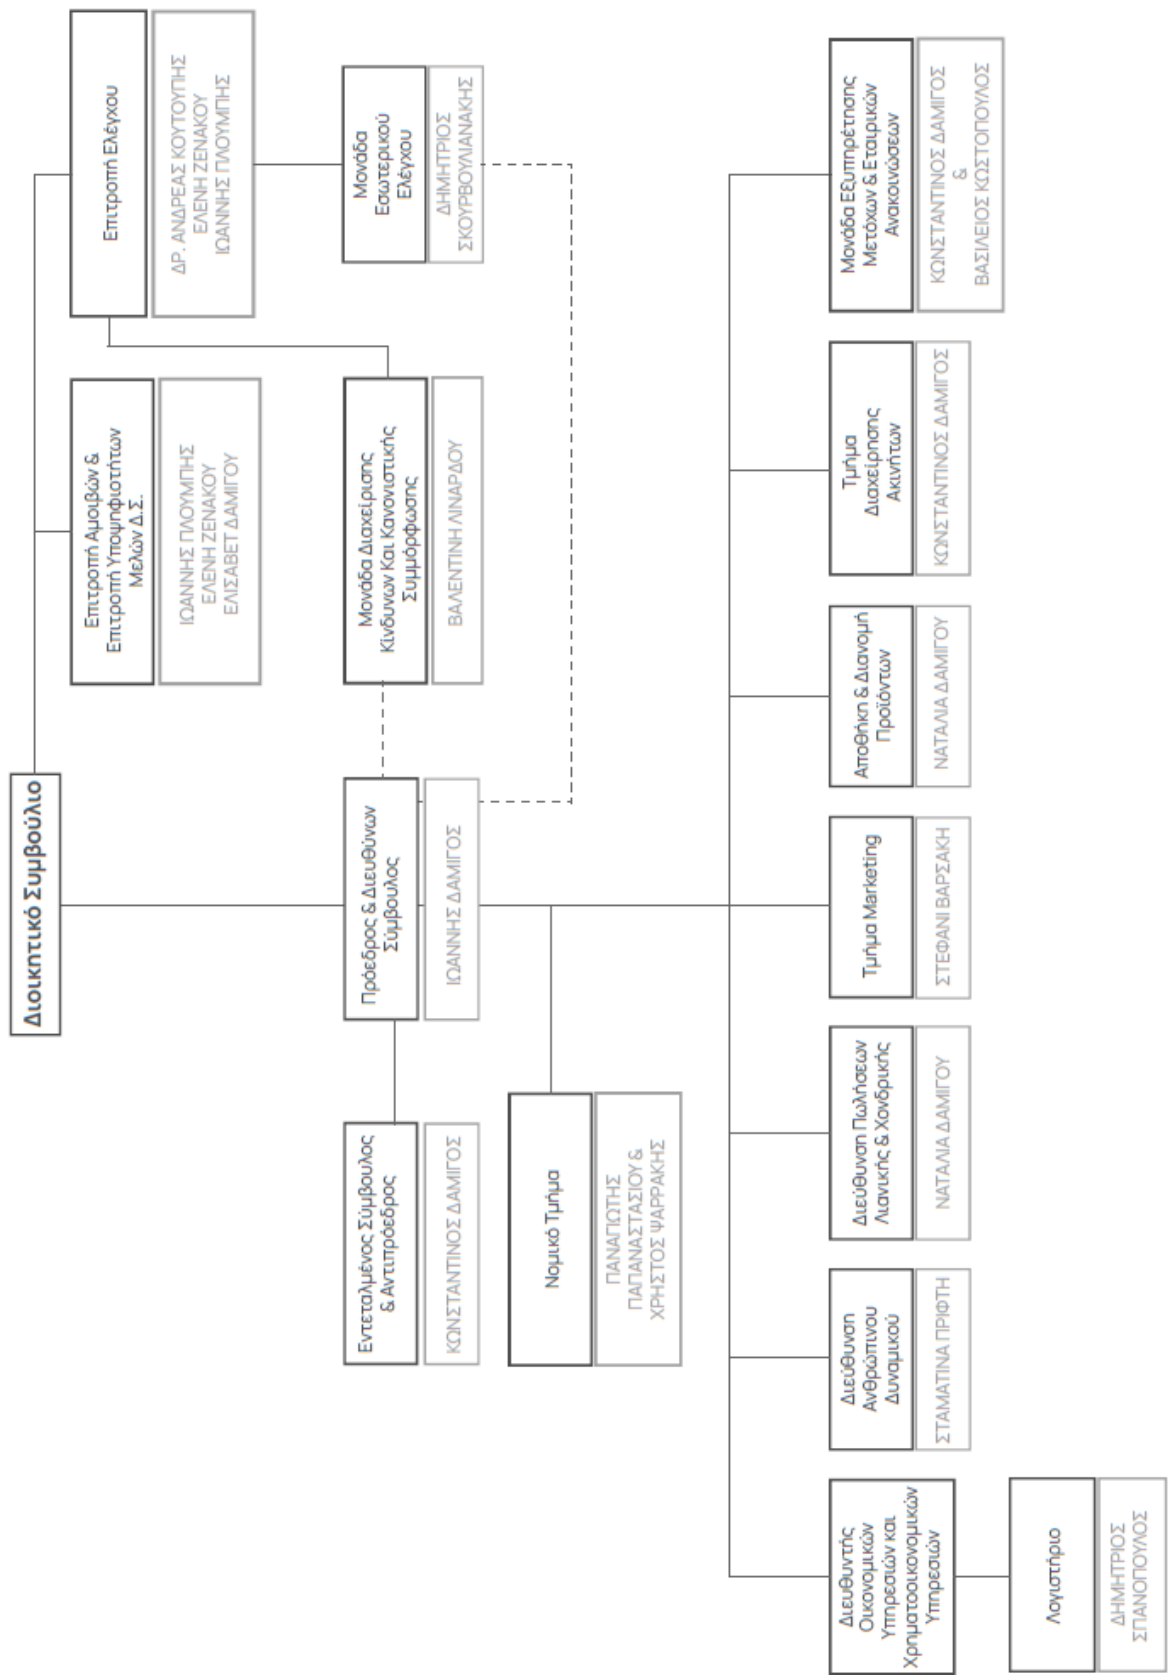 Διοικητικό Συμβούλιο
Επιτροπή Αμοιβών &
Επιτροπή Υποψηφιοτήτων
Μελών Δ.Σ.
ΙΩΑΝΝΗΣ ΠΛΟΥΜΠΗΣ
ΕΛΕΝΗ ΖΕΝΑΚΟΥ
ΕΛΙΣΑΒΕΤ ΔΑΜΙΓΟΥ
Επιτροπή Ελέγχου
ΔΡ. ΑΝΔΡΕΑΣ ΚΟΥΤΟΥΠΗΣ
ΕΛΕΝΗ ΖΕΝΑΚΟΥ
ΙΩΑΝΝΗΣ ΠΛΟΥΜΠΗΣ
Εντεταλμένος Σύμβουλος
& Αντιπρόεδρος
ΚΩΝΣΤΑΝΤΙΝΟΣ ΔΑΜΙΓΟΣ
Πρόεδρος & Διευθύνων
Σύμβουλος
ΙΩΑΝΝΗΣ ΔΑΜΙΓΟΣ
Μονάδα Διαχείρισης
Κίνδυνων Και Κανονιστικής
Συμμόρφωσης
ΒΑΛΕΝΤΙΝΗ ΛΙΝΑΡΔΟΥ
Μονάδα
Εσωτερικού
Ελέγχου
ΔΗΜΗΤΡΙΟΣ
ΣΚΟΥΡΒΟΥΛΙΑΝΑΚΗΣ
Νομικό Τμήμα
ΠΑΝΑΓΙΩΤΗΣ
ΠΑΠΑΝΑΣΤΑΣΙΟΥ &
ΧΡΗΣΤΟΣ ΨΑΡΡΑΚΗΣ
Διευθυντής
Οικονομικών
Υπηρεσιών και
Χρηματοοικονομικών
Υπηρεσιών
Διεύθυνση
Ανθρώπινου
Δυναμικού
ΣΤΑΜΑΤΙΝΑ ΠΡΙΦΤΗ
Διεύθυνση Πωλήσεων
Λιανικής & Χονδρικής
ΝΑΤΑΛΙΑ ΔΑΜΙΓΟΥ
Τμήμα Marketing
ΣΤΕΦΑΝΙ ΒΑΡΣΑΚΗ
Αποθήκη & Διανομή
Προϊόντων
ΝΑΤΑΛΙΑ ΔΑΜΙΓΟΥ
Τμήμα
Διαχείρησης
Ακινήτων
ΚΩΝΣΤΑΝΤΙΝΟΣ ΔΑΜΙΓΟΣ
Μονάδα Εξυπηρέτησης
Μετόχων & Εταιρικών
Ανακοινώσεων
ΚΩΝΣΤΑΝΤΙΝΟΣ ΔΑΜΙΓΟΣ
&
ΒΑΣΙΛΕΙΟΣ ΚΩΣΤΟΠΟΥΛΟΣ
Λογιστήριο
ΔΗΜΗΤΡΙΟΣ
ΣΠΑΝΟΠΟΥΛΟΣ